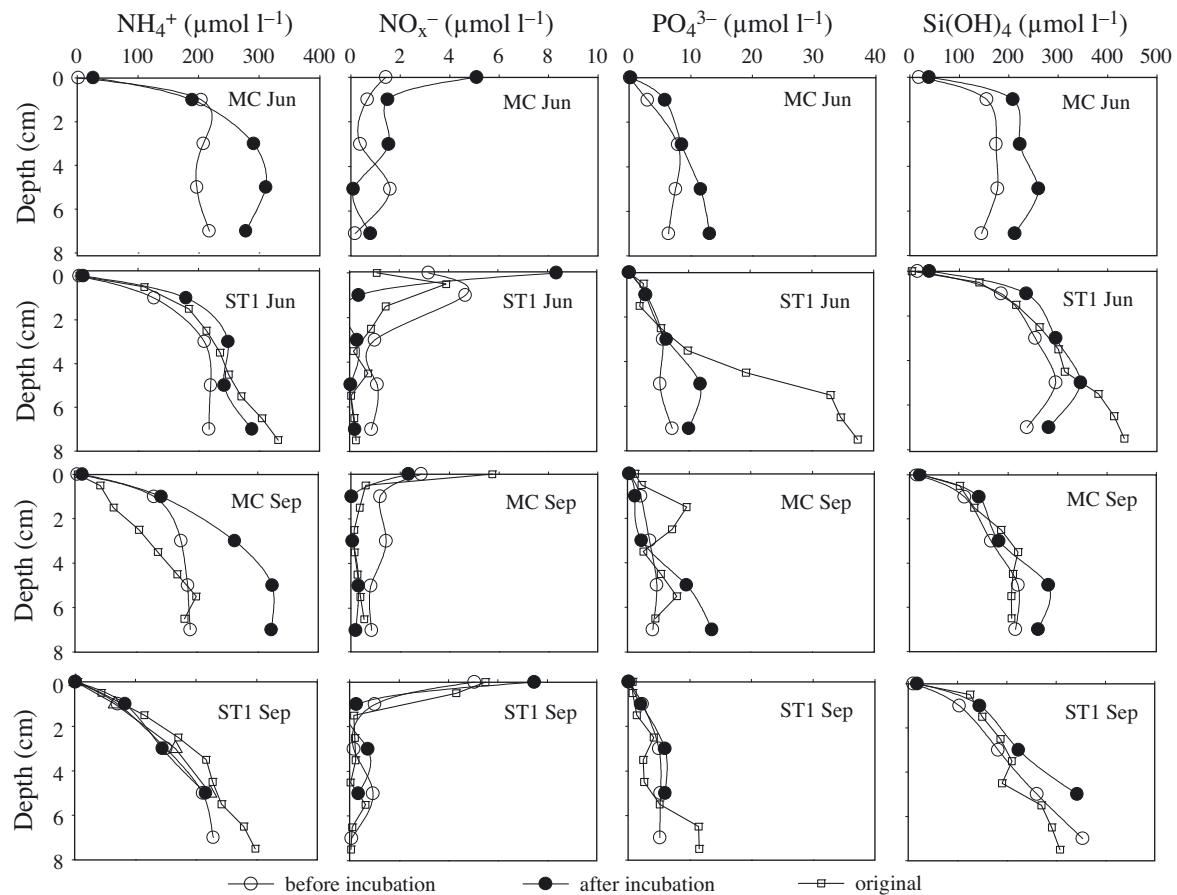 NH₄⁺ (μmol l⁻¹) NOₓ⁻ (μmol l⁻¹) PO₄³⁻ (μmol l⁻¹) Si(OH)₄ (μmol l⁻¹)
0 100 200 300 400 0 2 4 6 8 10 0 10 20 30 40 0 100 200 300 400 500
0
2
4
6
8
Depth (cm)
MC Jun MC Jun MC Jun MC Jun
0
2
4
6
8
Depth (cm)
ST1 Jun ST1 Jun ST1 Jun ST1 Jun
0
2
4
6
8
Depth (cm)
MC Sep MC Sep MC Sep MC Sep
0
2
4
6
8
Depth (cm)
ST1 Sep ST1 Sep ST1 Sep ST1 Sep
before incubation after incubation original